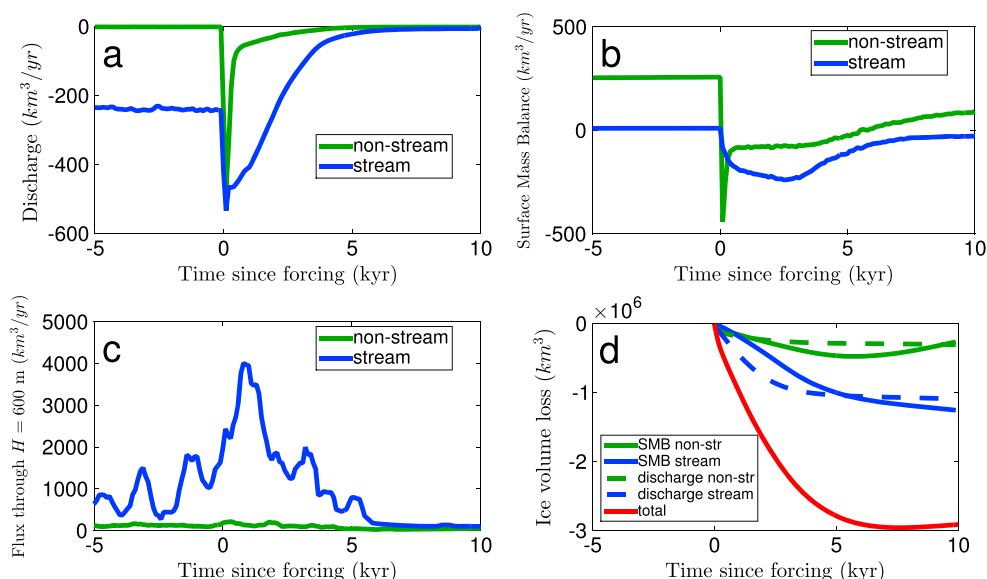 0
-200
-400
-600
-5
0
5
10
Discharge (km³/yr)
Time since forcing (kyr)
a
non-stream
stream
500
0
-500
-5
0
5
10
Surface Mass Balance (km³/yr)
Time since forcing (kyr)
b
non-stream
stream
5000
4000
3000
2000
1000
0
-5
0
5
10
Flux through H = 600 m (km³/yr)
Time since forcing (kyr)
c
non-stream
stream
×10⁶
0
-1
-2
-3
-5
0
5
10
Ice volume loss (km³)
Time since forcing (kyr)
d
SMB non-str
SMB stream
discharge non-str
discharge stream
total